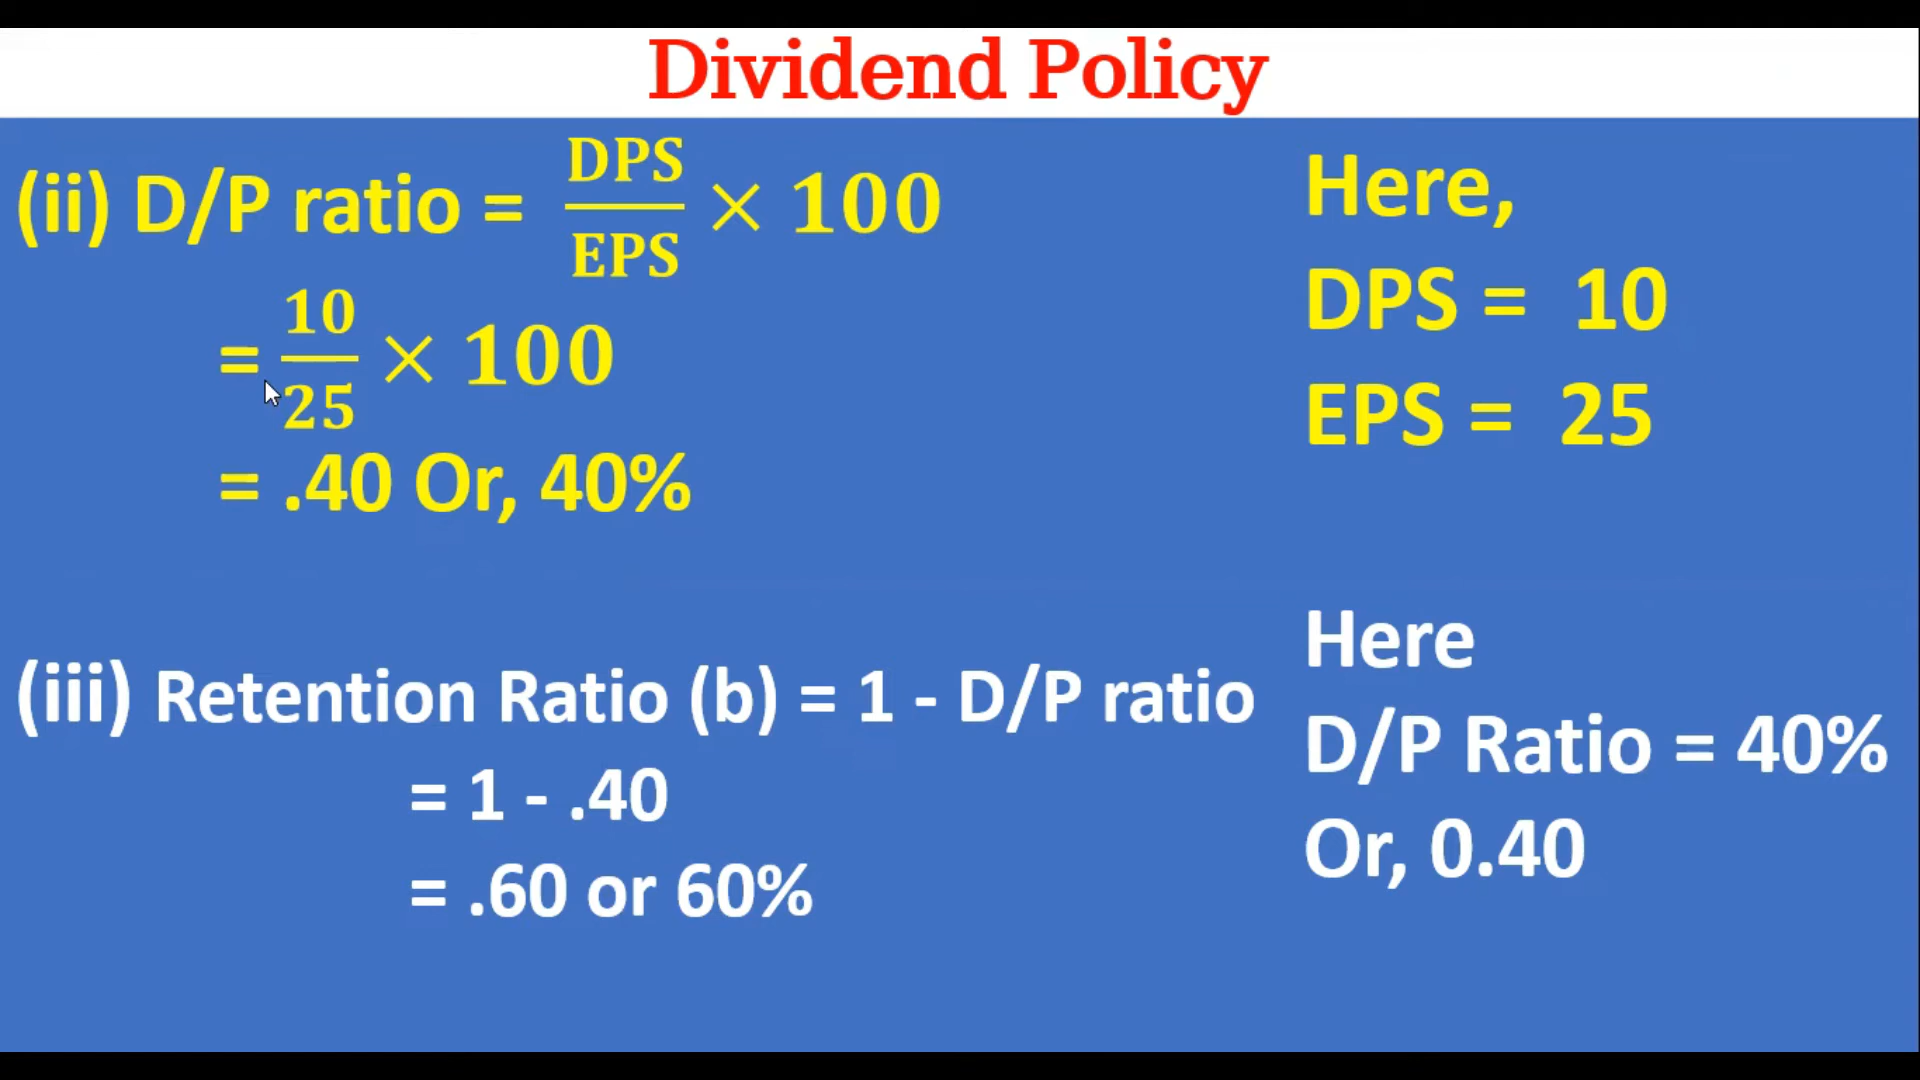 Dividend Policy
(ii) D/P ratio = DPS/EPS × 100
= 10/25 × 100
= .40 Or, 40%
Here,
DPS = 10
EPS = 25
(iii) Retention Ratio (b) = 1 - D/P ratio
= 1 - .40
= .60 or 60%
Here
D/P Ratio = 40%
Or, 0.40